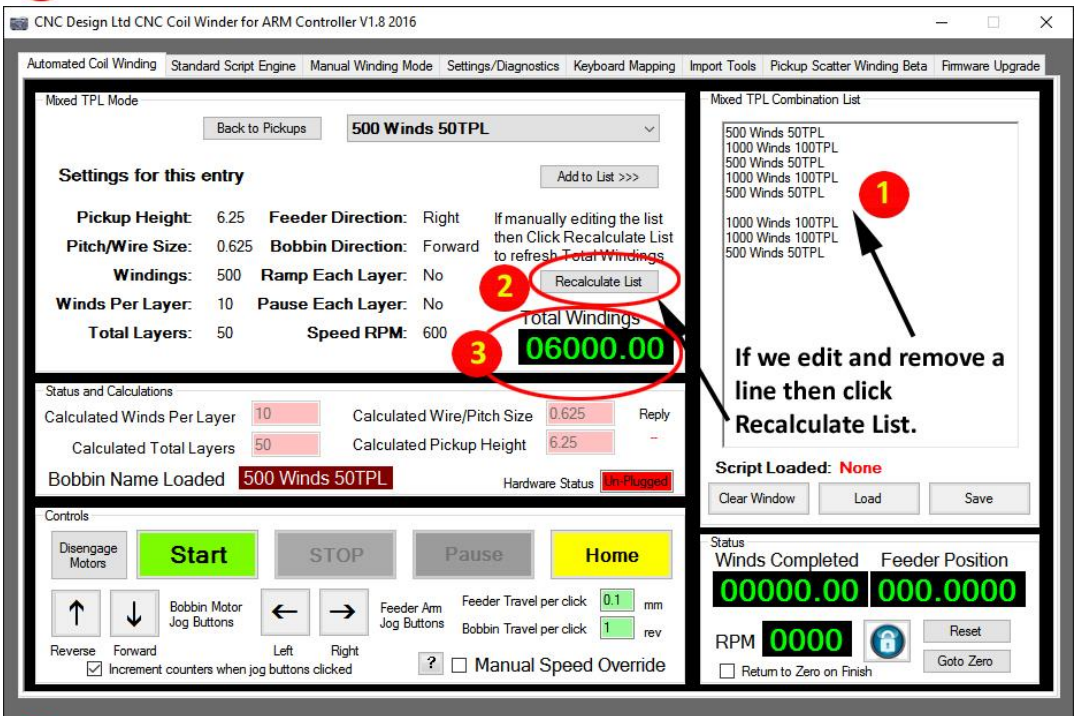 CNC Design Ltd CNC Coil Winder for ARM Controller V1.8 2016
Automated Coil Winding Standard Script Engine Manual Winding Mode Settings/Diagnostics Keyboard Mapping Import Tools Pickup Scatter Winding Beta Firmware Upgrade
Mixed TPL Mode
Back to Pickups 500 Winds 50TPL
Settings for this entry Add to List >>>
Pickup Height: 6.25 Feeder Direction: Right
Pitch/Wire Size: 0.625 Bobbin Direction: Forward
Windings: 500 Ramp Each Layer: No
Winds Per Layer: 10 Pause Each Layer: No
Total Layers: 50 Speed RPM: 600
If manually editing the list
then Click Recalculate List
to refresh Total Windings
2 Recalculate List
Total Windings
3 06000.00
Mixed TPL Combination List
500 Winds 50TPL
1000 Winds 100TPL
500 Winds 50TPL
1000 Winds 100TPL
500 Winds 50TPL
1
1000 Winds 100TPL
1000 Winds 100TPL
500 Winds 50TPL
If we edit and remove a
line then click
Recalculate List.
Script Loaded: None
Clear Window Load Save
Status and Calculations
Calculated Winds Per Layer 10 Calculated Wire/Pitch Size 0.625 Reply
Calculated Total Layers 50 Calculated Pickup Height 6.25 --
Bobbin Name Loaded 500 Winds 50TPL Hardware Status Un-Plugged
Controls
Disengage
Motors
Start STOP Pause Home
↑ ↓ Bobbin Motor
Jog Buttons
Reverse Forward
← → Feeder Arm
Jog Buttons
Left Right
Feeder Travel per click 0.1 mm
Bobbin Travel per click 1 rev
Increment counters when jog buttons clicked
? Manual Speed Override
Status
Winds Completed Feeder Position
00000.00 000.0000
RPM 0000 Reset
Return to Zero on Finish Goto Zero